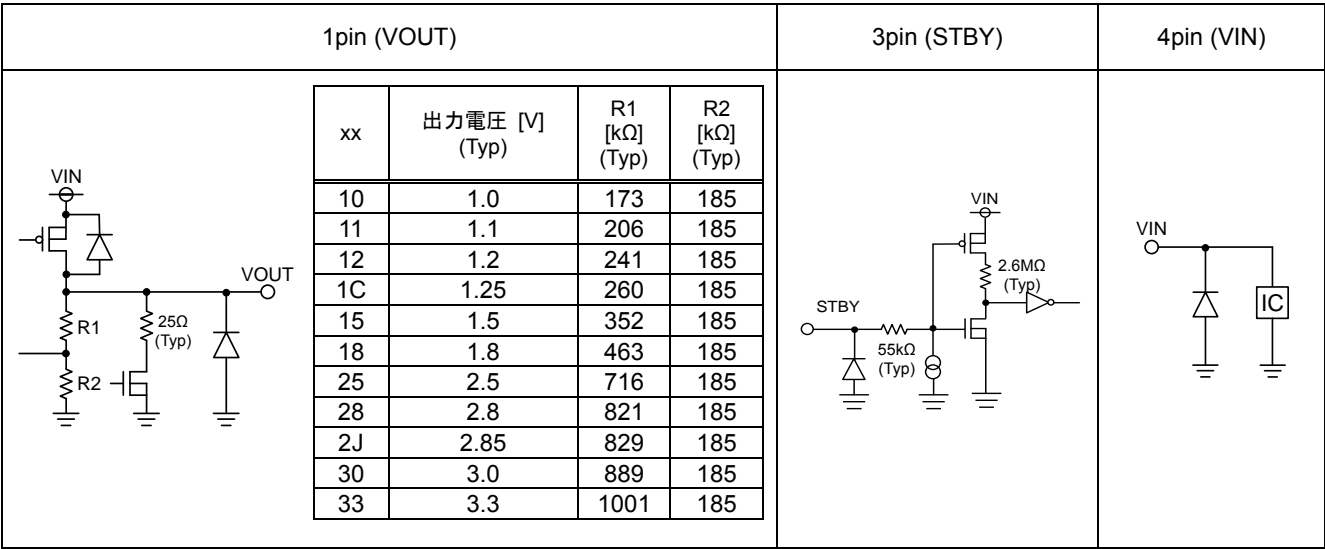 1pin (VOUT)
3pin (STBY)
4pin (VIN)
VIN
VOUT
R1
25Ω
(Typ)
R2
xx 出力電圧 [V] (Typ) R1 [kΩ] (Typ) R2 [kΩ] (Typ)
10 1.0 173 185
11 1.1 206 185
12 1.2 241 185
1C 1.25 260 185
15 1.5 352 185
18 1.8 463 185
25 2.5 716 185
28 2.8 821 185
2J 2.85 829 185
30 3.0 889 185
33 3.3 1001 185
VIN
2.6MΩ
(Typ)
STBY
55kΩ
(Typ)
VIN
IC